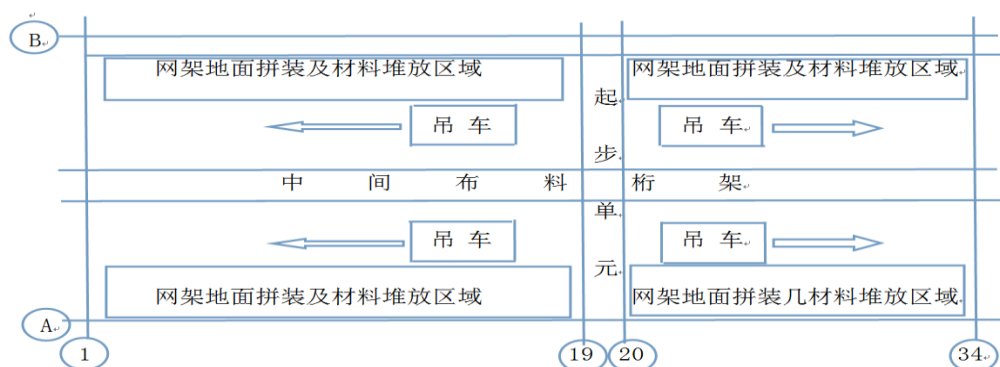 B
网架地面拼装及材料堆放区域
网架地面拼装及材料堆放区域
起步单元
吊 车
吊 车
中 间 布 料 桁 架
吊 车
吊 车
网架地面拼装及材料堆放区域
网架地面拼装几材料堆放区域
A
1
19
20
34